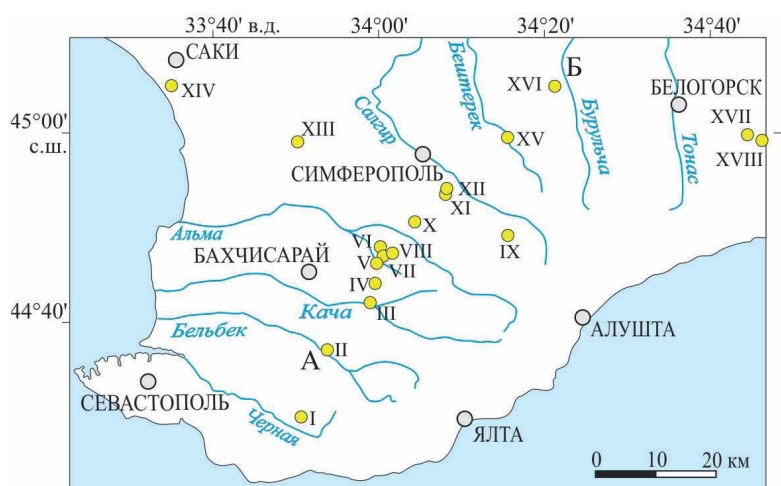 33°40' в.д.
34°00'
34°20'
34°40'
САКИ
XIV
Бештерек
XVI
Б
Бурульча
БЕЛОГОРСК
XVII
XVIII
Тонас
45°00'
с.ш.
XIII
Салгир
XV
СИМФЕРОПОЛЬ
XII
XI
X
IX
Альма
VI
VIII
V
VII
БАХЧИСАРАЙ
IV
Кача
III
44°40'
Бельбек
А
II
АЛУШТА
СЕВАСТОПОЛЬ
Черная
I
ЯЛТА
0 10 20 км